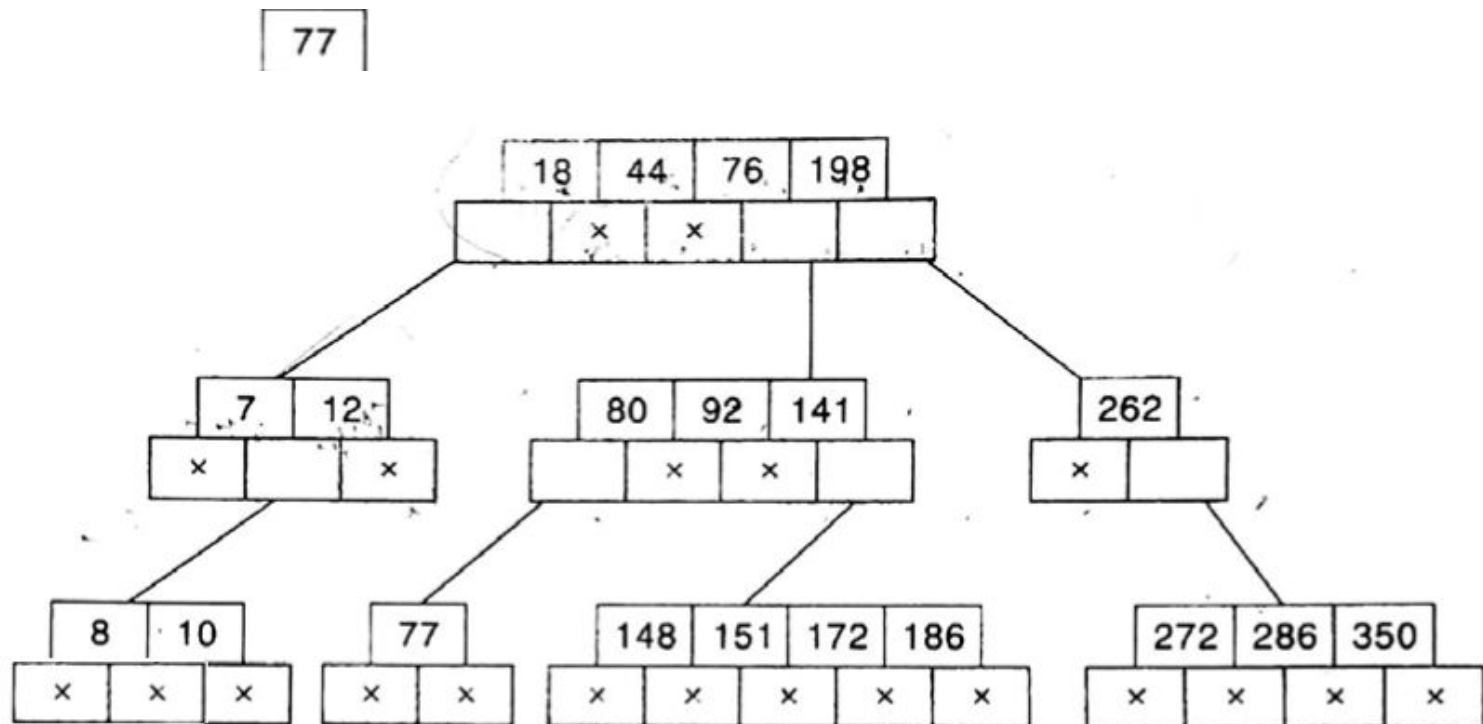 77
18 44 76 198
× ×
7 12 80 92 141 262
× × × × ×
8 10 77 148 151 172 186 272 286 350
× × × × × × × × × × × × × ×